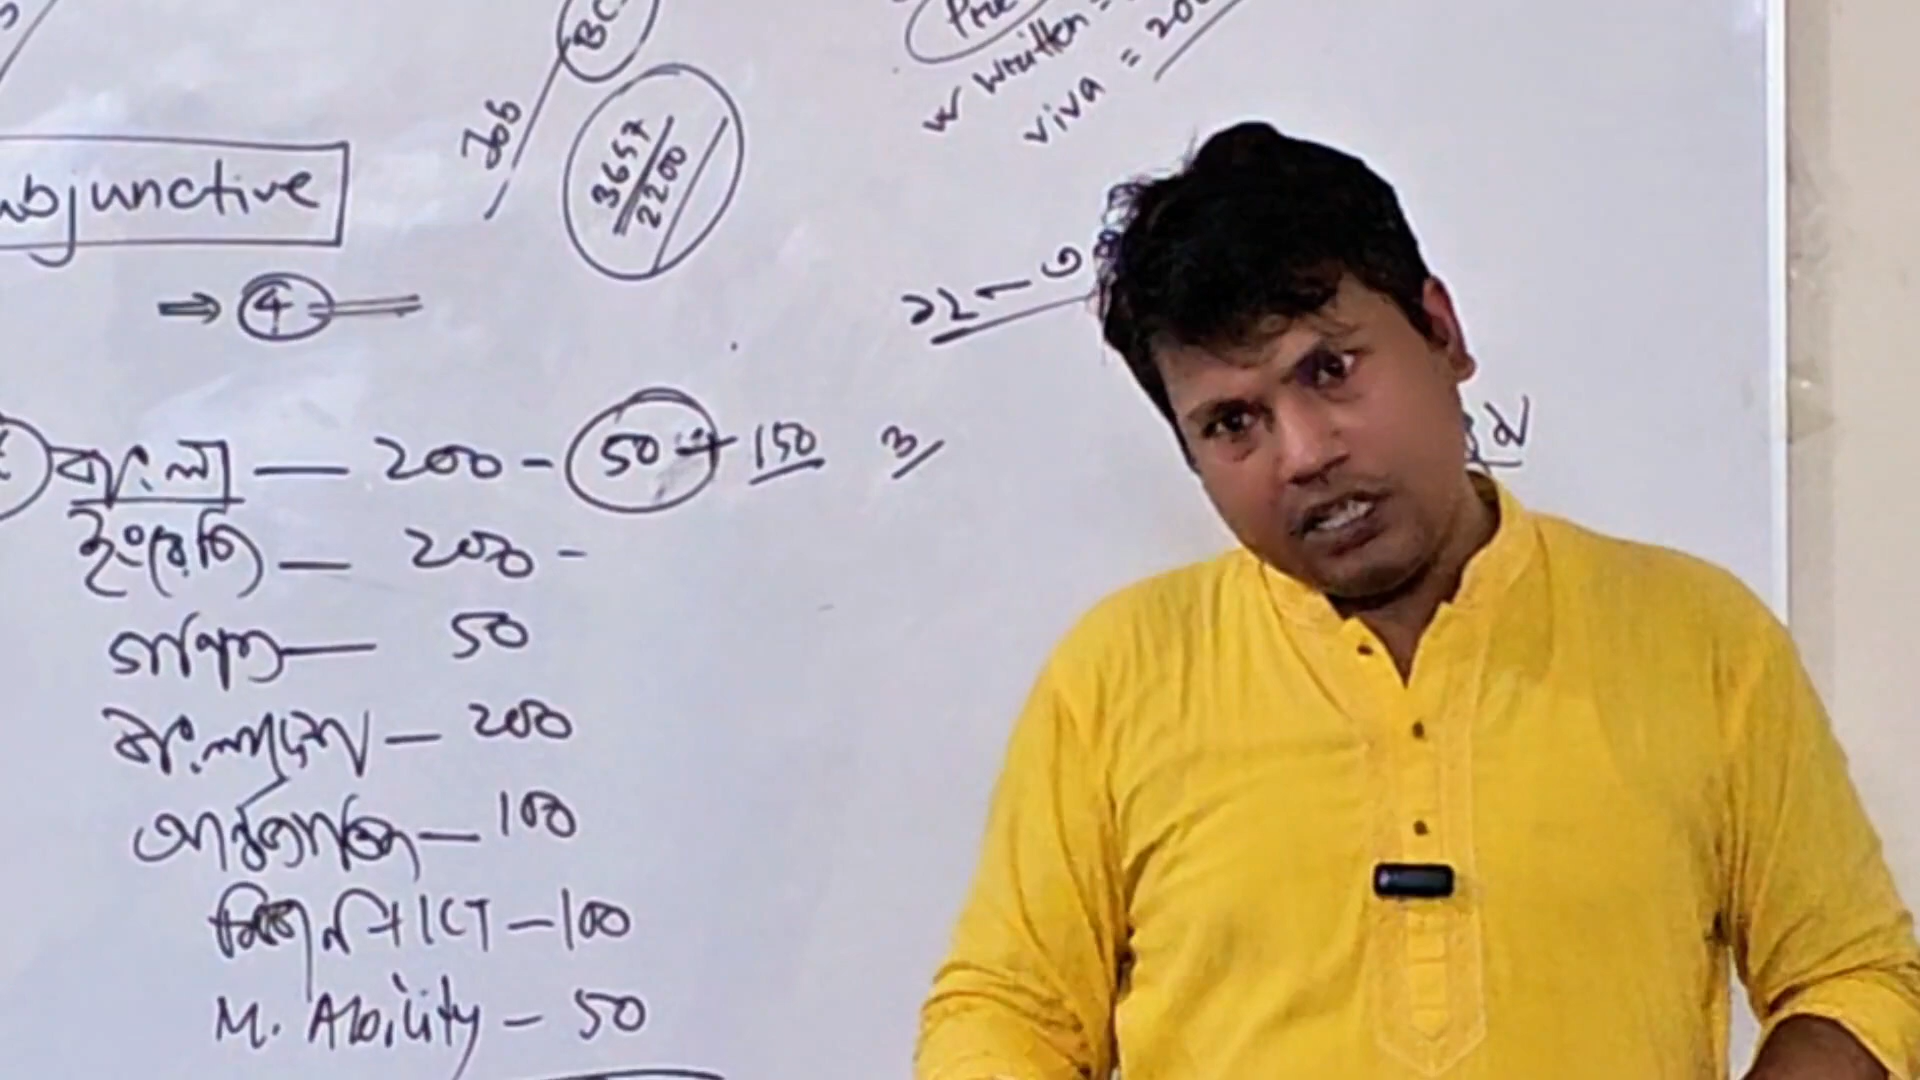 Job
3657
2200
written =
viva = 200
4
বাংলা — 200 - 50 + 150
ইংরেজি — 200 -
গণিত — 50
বাংলাদেশ — 200
আন্তর্জাতিক — 100
বিজ্ঞান + ICT — 100
M. Ability — 50